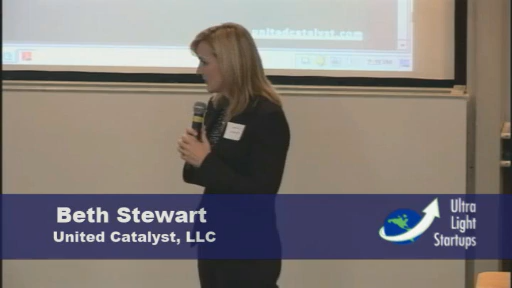 unitedcatalyst.com
Beth Stewart
United Catalyst, LLC
Ultra
Light
Startups